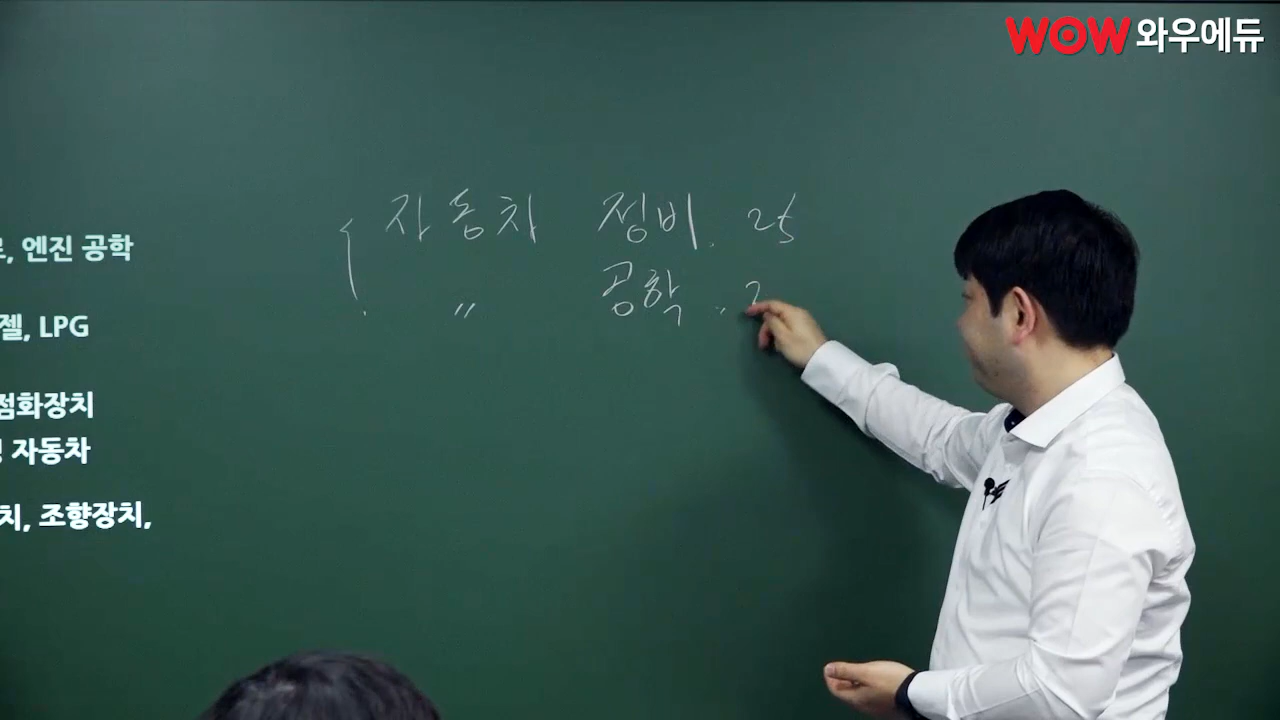 WOW 와우에듀
자동차 정비. 25
〃 공학. 2
, 엔진 공학
젤, LPG
점화장치
자동차
치, 조향장치,